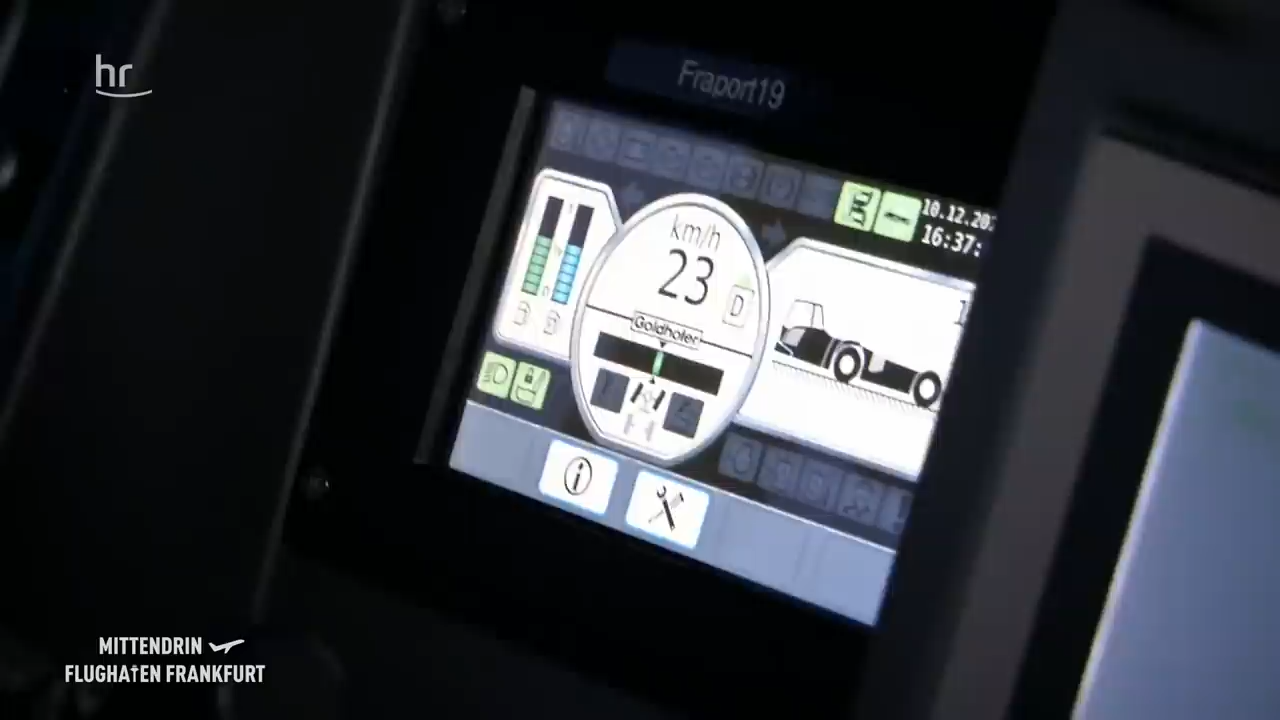 hr
Fraport19
10.12.20
16:37:
km/h
23
D
Goldhofer
i
MITTENDRIN
FLUGHAFEN FRANKFURT